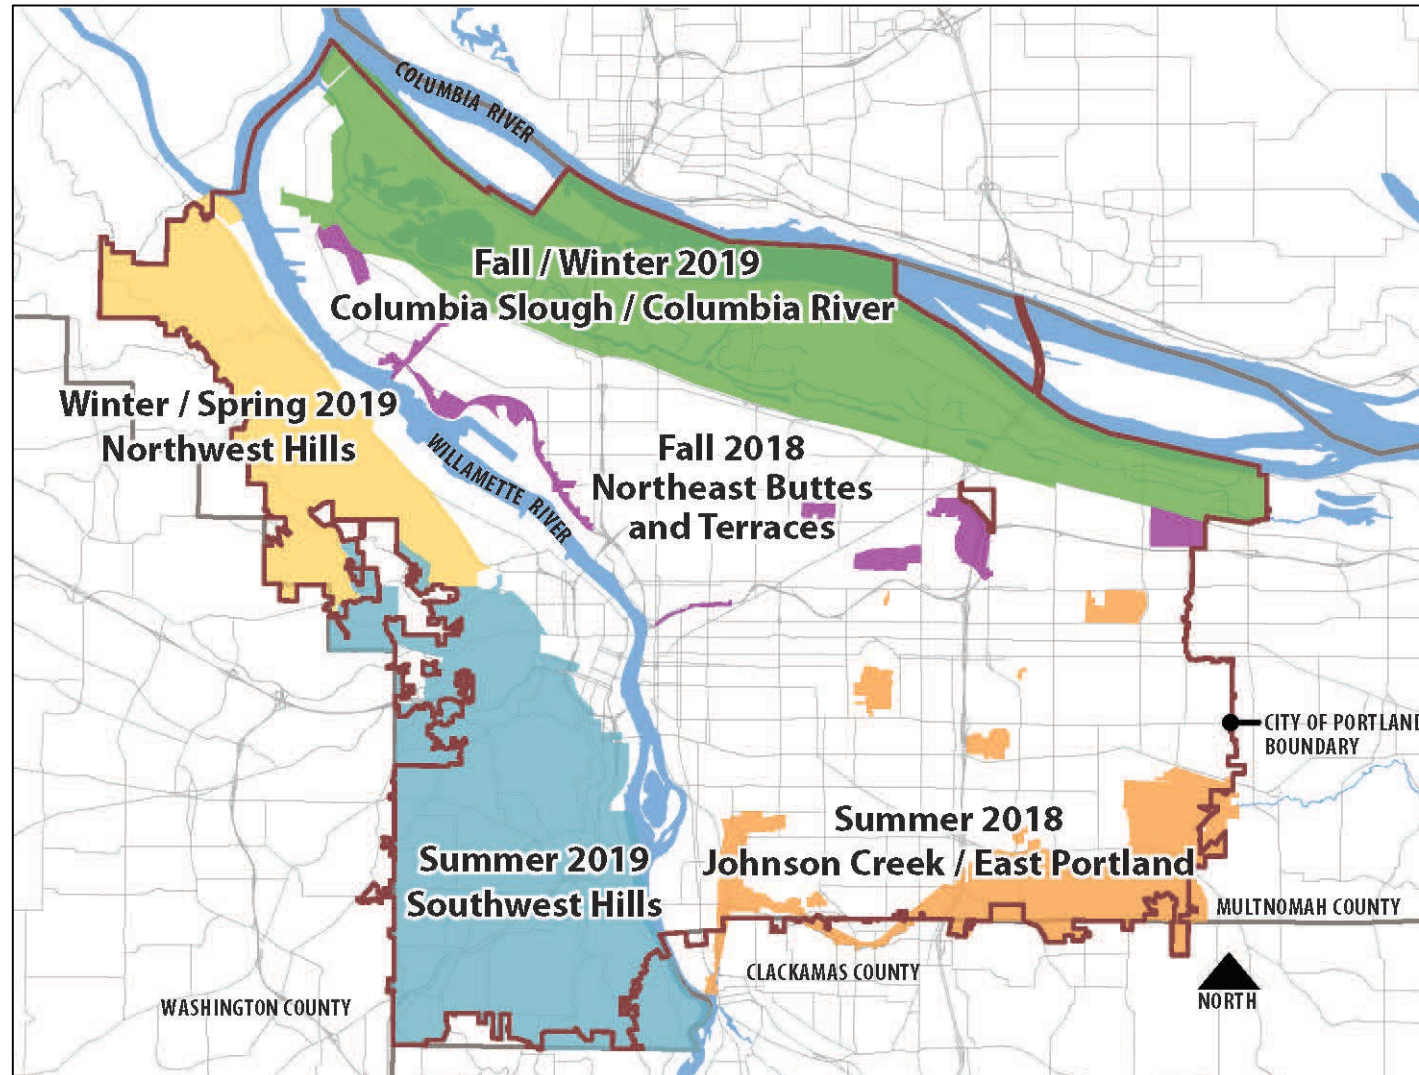 COLUMBIA RIVER
Fall / Winter 2019
Columbia Slough / Columbia River
Winter / Spring 2019
Northwest Hills
WILLAMETTE RIVER
Fall 2018
Northeast Buttes
and Terraces
CITY OF PORTLAND
BOUNDARY
Summer 2018
Johnson Creek / East Portland
Summer 2019
Southwest Hills
MULTNOMAH COUNTY
CLACKAMAS COUNTY
WASHINGTON COUNTY
NORTH